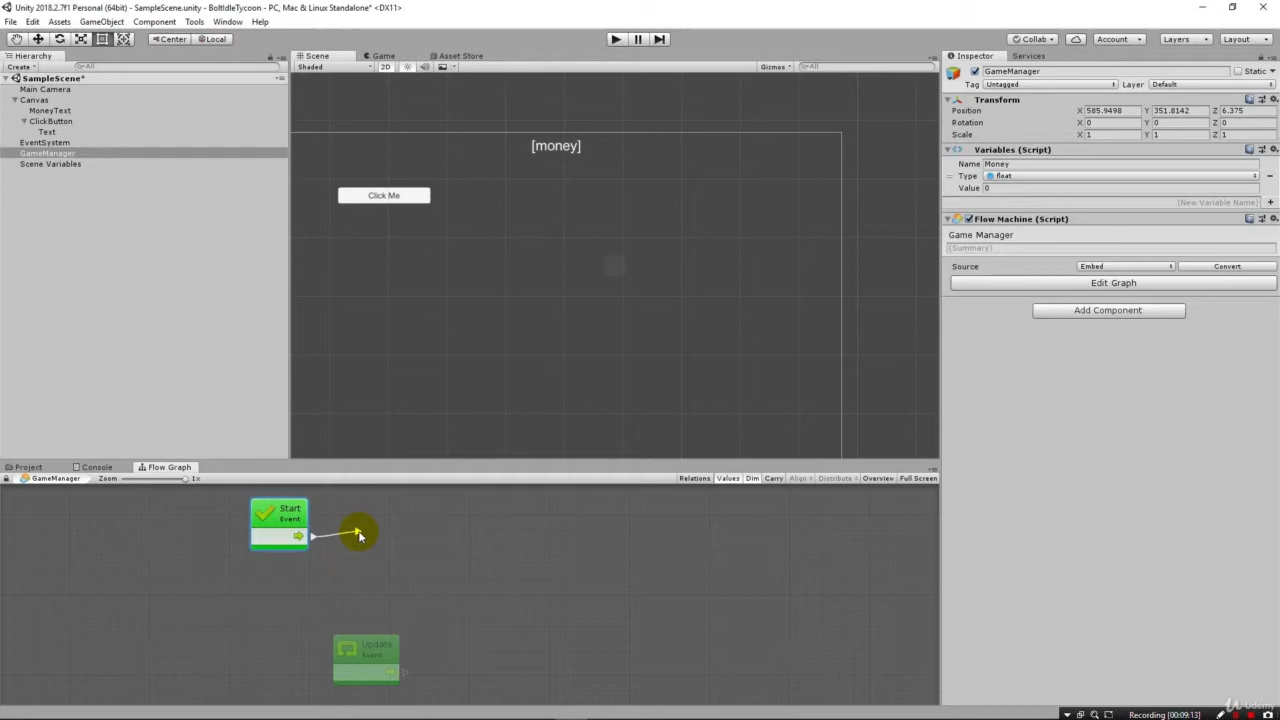 Unity 2018.2.7f1 Personal (64bit) - SampleScene.unity - BoltIdleTycoon - PC, Mac & Linux Standalone* <DX11>
File Edit Assets GameObject Component Tools Window Help
Center Local Collab Account Layers Layout
Hierarchy Scene Game Asset Store Inspector Services
Create All Shaded 2D Gizmos All
GameManager Static
Tag Untagged Layer Default
SampleScene*
Main Camera
Canvas
MoneyText
ClickButton
Text
EventSystem
GameManager
Scene Variables
[money]
Click Me
Transform
Position X 585.9498 Y 351.8142 Z 6.375
Rotation X 0 Y 0 Z 0
Scale X 1 Y 1 Z 1
Variables (Script)
Name Money
Type float
Value 0
(New Variable Name)
Flow Machine (Script)
Game Manager
(Summary)
Source Embed Convert
Edit Graph
Add Component
Project Console Flow Graph
GameManager Zoom 1x Relations Values Dim Carry Align Distribute Overview Full Screen
Start
Event
Update
Event
Udemy
Recording [00:09:13]